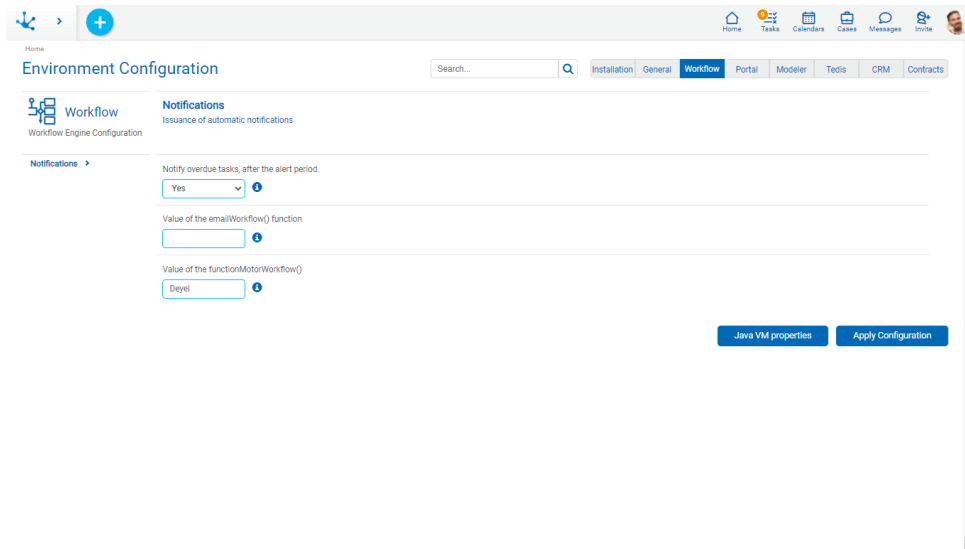 9
Home
Tasks
Calendars
Cases
Messages
Invite
Home
Environment Configuration
Search...
Installation
General
Workflow
Portal
Modeler
Tedis
CRM
Contracts
Workflow
Workflow Engine Configuration
Notifications
Notifications
Issuance of automatic notifications
Notify overdue tasks, after the alert period.
Yes
Value of the emailWorkflow() function
Value of the functionMotorWorkflow()
Deyel
Java VM properties
Apply Configuration